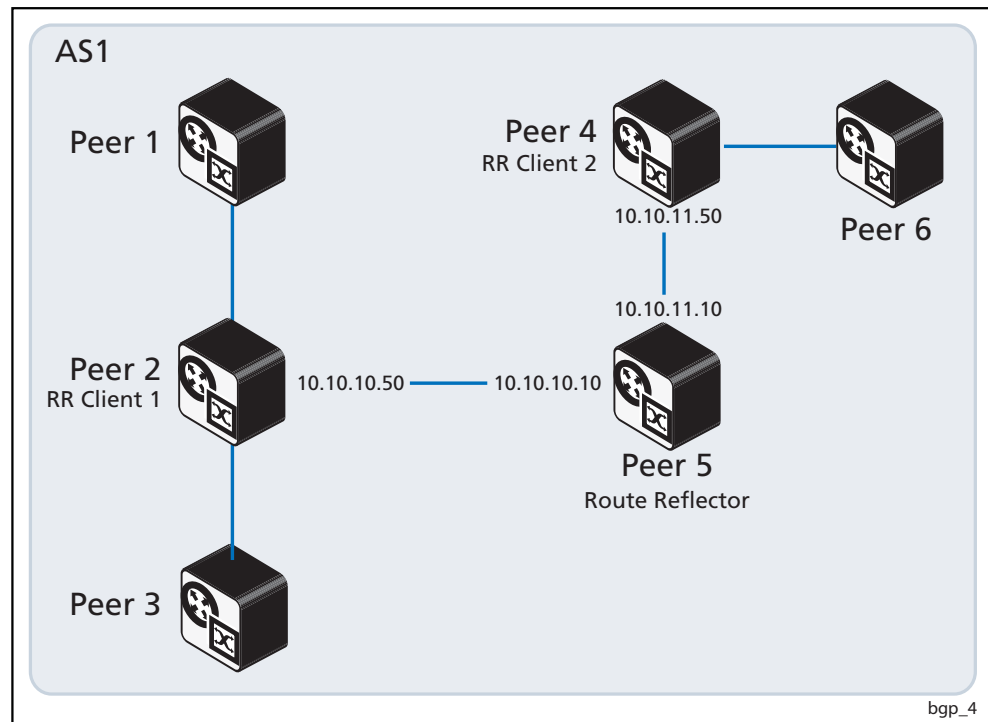 AS1
Peer 1
Peer 4
RR Client 2
10.10.11.50
Peer 6
10.10.11.10
Peer 2
RR Client 1
10.10.10.50
10.10.10.10
Peer 5
Route Reflector
Peer 3
bgp_4